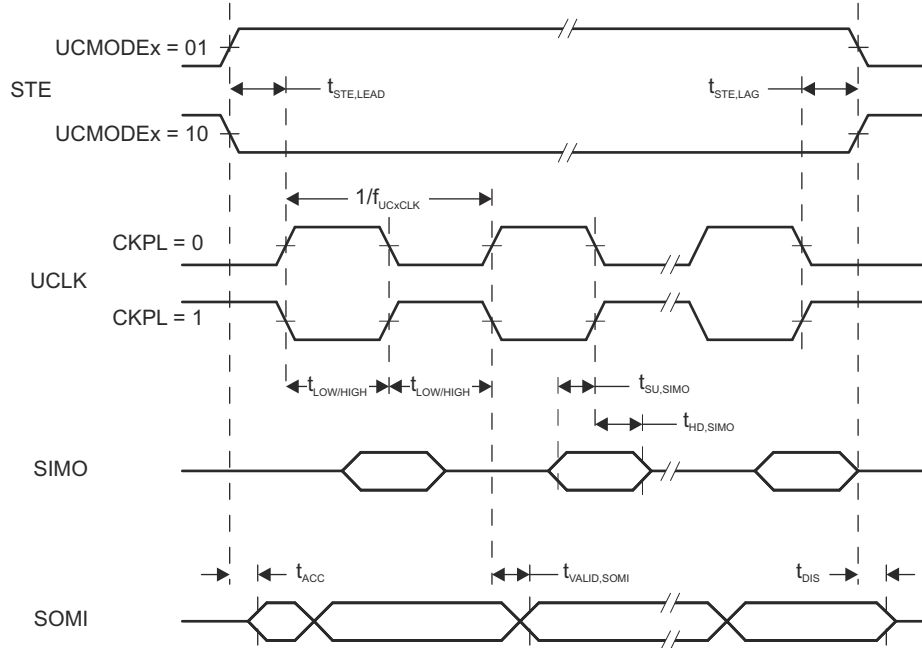 UCMODEx = 01
STE
t_STE,LEAD
t_STE,LAG
UCMODEx = 10
1/f_UCxCLK
CKPL = 0
UCLK
CKPL = 1
t_LOW/HIGH
t_LOW/HIGH
t_SU,SIMO
t_HD,SIMO
SIMO
t_ACC
t_VALID,SOMI
t_DIS
SOMI